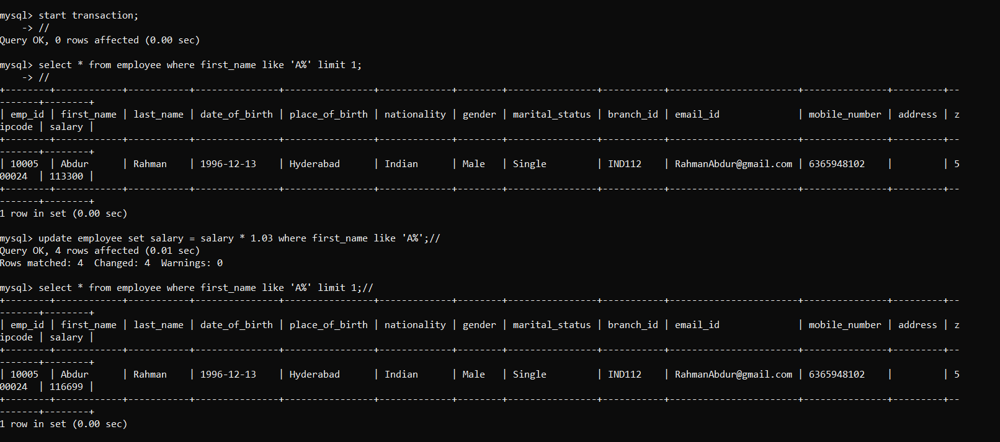 mysql> start transaction;
    -> //
Query OK, 0 rows affected (0.00 sec)

mysql> select * from employee where first_name like 'A%' limit 1;
    -> //
+--------+------------+-----------+---------------+----------------+-------------+--------+----------------+-----------+-----------------------+---------------+---------+--
-------+--------+
| emp_id | first_name | last_name | date_of_birth | place_of_birth | nationality | gender | marital_status | branch_id | email_id              | mobile_number | address | z
ipcode | salary |
+--------+------------+-----------+---------------+----------------+-------------+--------+----------------+-----------+-----------------------+---------------+---------+--
-------+--------+
| 10005  | Abdur      | Rahman    | 1996-12-13    | Hyderabad      | Indian      | Male   | Single         | IND112    | RahmanAbdur@gmail.com | 6365948102    |         | 5
00024  | 113300 |
+--------+------------+-----------+---------------+----------------+-------------+--------+----------------+-----------+-----------------------+---------------+---------+--
-------+--------+
1 row in set (0.00 sec)

mysql> update employee set salary = salary * 1.03 where first_name like 'A%';//
Query OK, 4 rows affected (0.01 sec)
Rows matched: 4  Changed: 4  Warnings: 0

mysql> select * from employee where first_name like 'A%' limit 1;//
+--------+------------+-----------+---------------+----------------+-------------+--------+----------------+-----------+-----------------------+---------------+---------+--
-------+--------+
| emp_id | first_name | last_name | date_of_birth | place_of_birth | nationality | gender | marital_status | branch_id | email_id              | mobile_number | address | z
ipcode | salary |
+--------+------------+-----------+---------------+----------------+-------------+--------+----------------+-----------+-----------------------+---------------+---------+--
-------+--------+
| 10005  | Abdur      | Rahman    | 1996-12-13    | Hyderabad      | Indian      | Male   | Single         | IND112    | RahmanAbdur@gmail.com | 6365948102    |         | 5
00024  | 116699 |
+--------+------------+-----------+---------------+----------------+-------------+--------+----------------+-----------+-----------------------+---------------+---------+--
-------+--------+
1 row in set (0.00 sec)